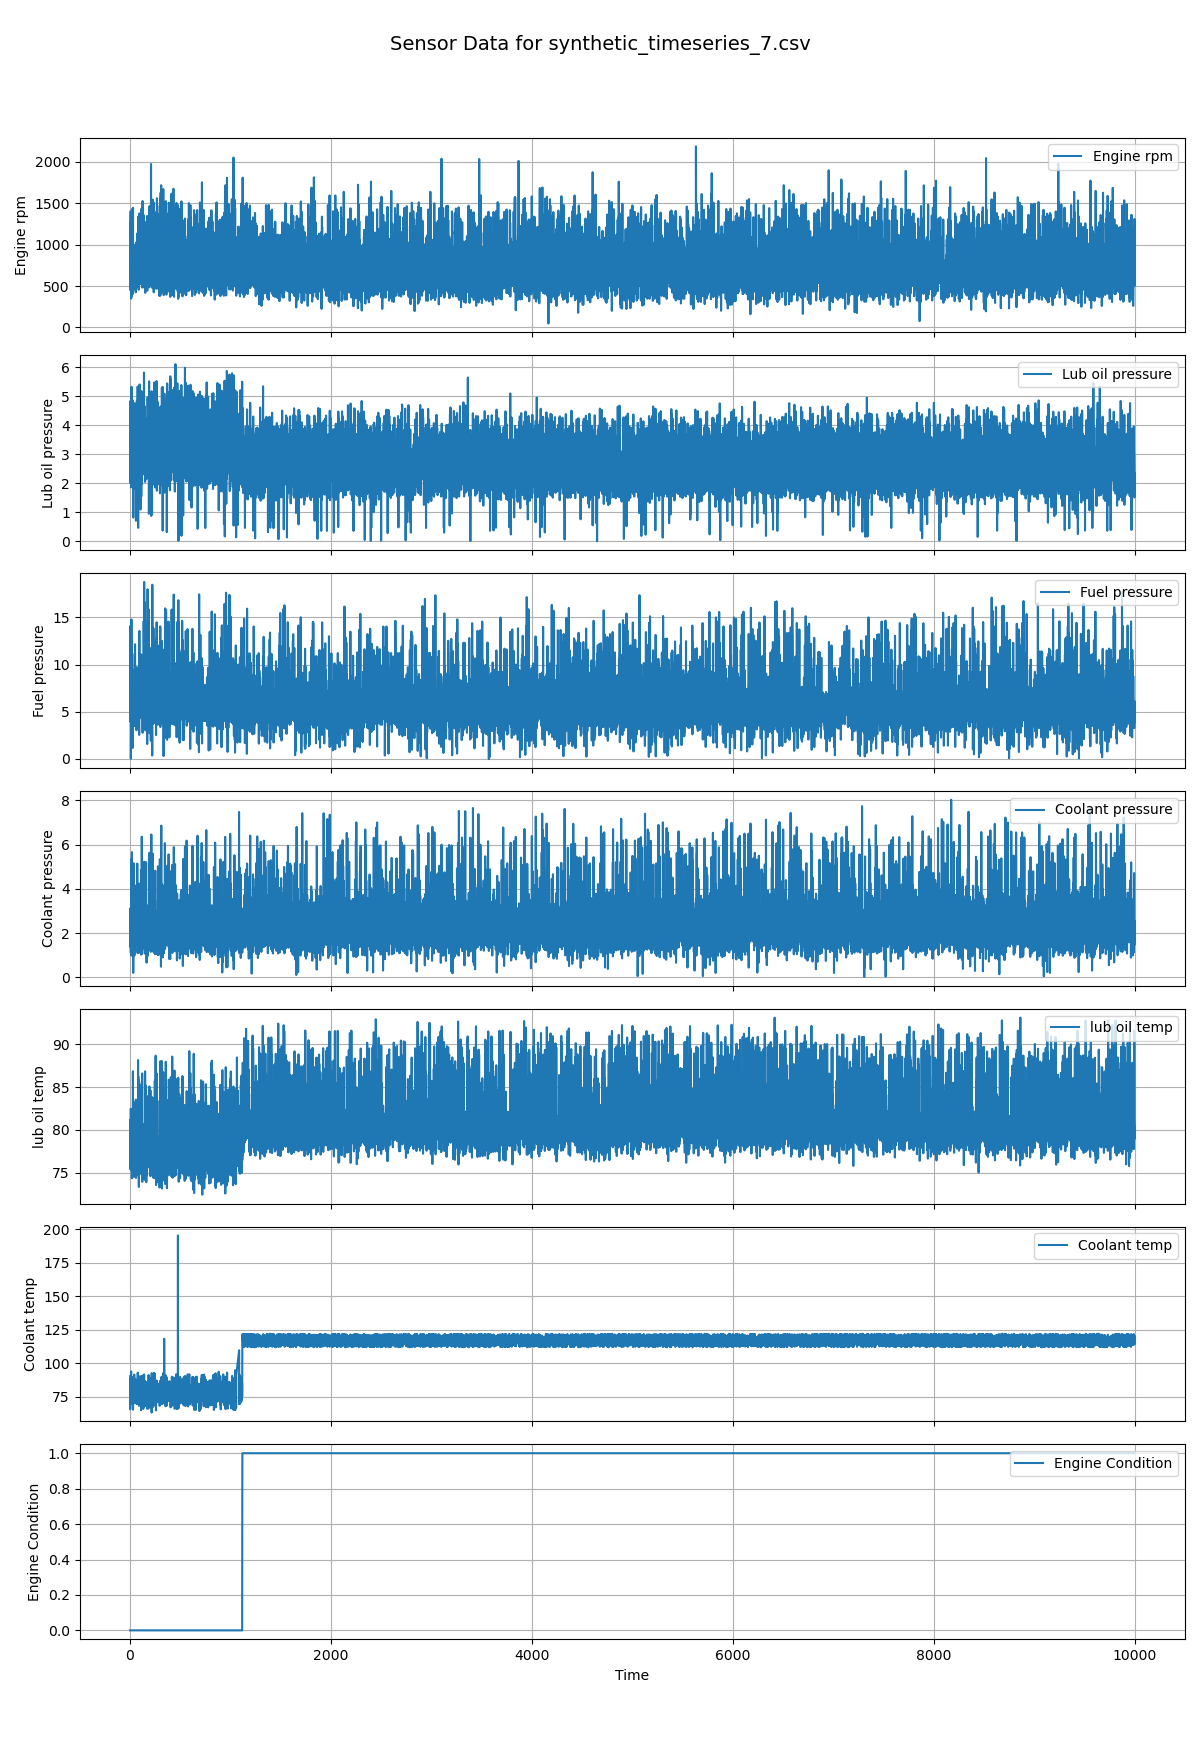 Sensor Data for synthetic_timeseries_7.csv
Engine rpm
2000
1500
1000
500
0
Engine rpm
Lub oil pressure
6
5
4
3
2
1
0
Lub oil pressure
Fuel pressure
15
10
5
0
Fuel pressure
Coolant pressure
8
6
4
2
0
Coolant pressure
lub oil temp
90
85
80
75
lub oil temp
Coolant temp
200
175
150
125
100
75
Coolant temp
Engine Condition
1.0
0.8
0.6
0.4
0.2
0.0
Engine Condition
0 2000 4000 6000 8000 10000
Time